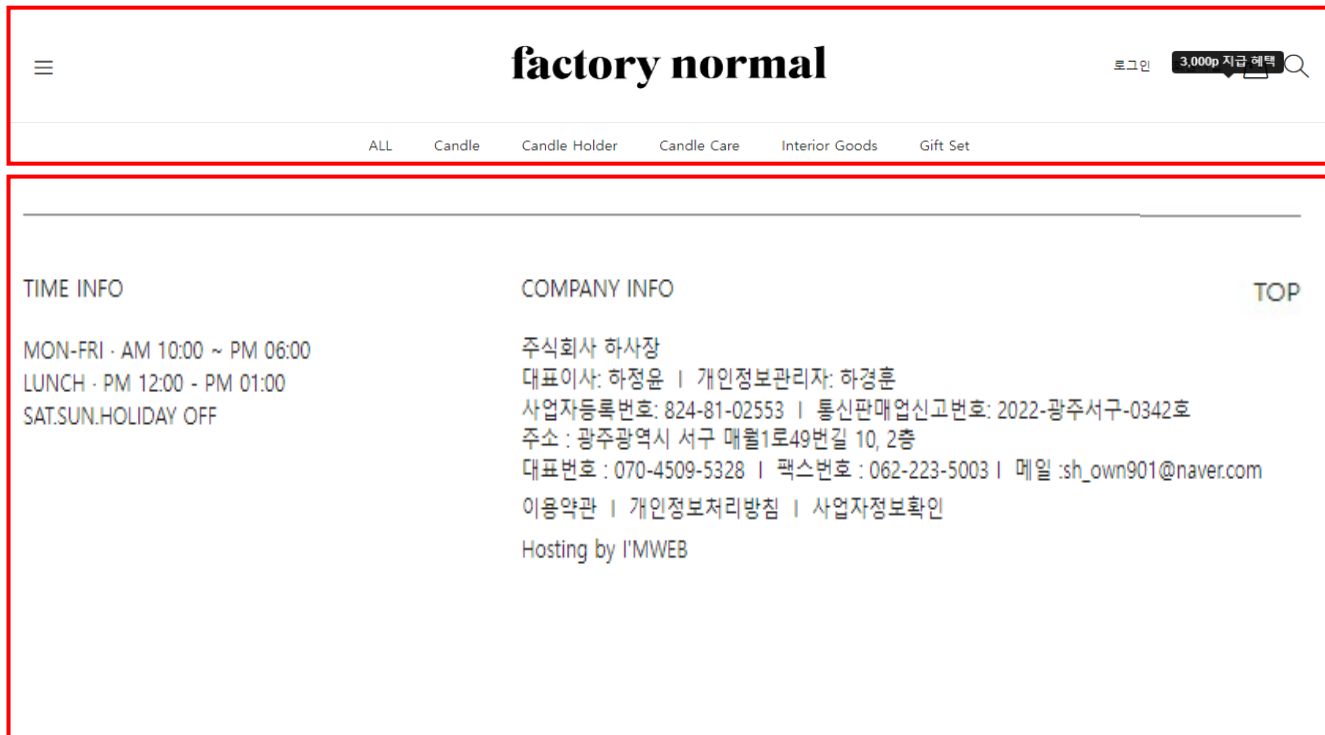 factory normal
로그인
3,000p 지급 혜택
ALL Candle Candle Holder Candle Care Interior Goods Gift Set
TIME INFO
MON-FRI · AM 10:00 ~ PM 06:00
LUNCH · PM 12:00 - PM 01:00
SAT.SUN.HOLIDAY OFF
COMPANY INFO
주식회사 하사장
대표이사: 하정윤 ㅣ 개인정보관리자: 하경훈
사업자등록번호: 824-81-02553 ㅣ 통신판매업신고번호: 2022-광주서구-0342호
주소 : 광주광역시 서구 매월1로49번길 10, 2층
대표번호 : 070-4509-5328 ㅣ 팩스번호 : 062-223-5003ㅣ 메일 :sh_own901@naver.com
이용약관 ㅣ 개인정보처리방침 ㅣ 사업자정보확인
Hosting by I'MWEB
TOP